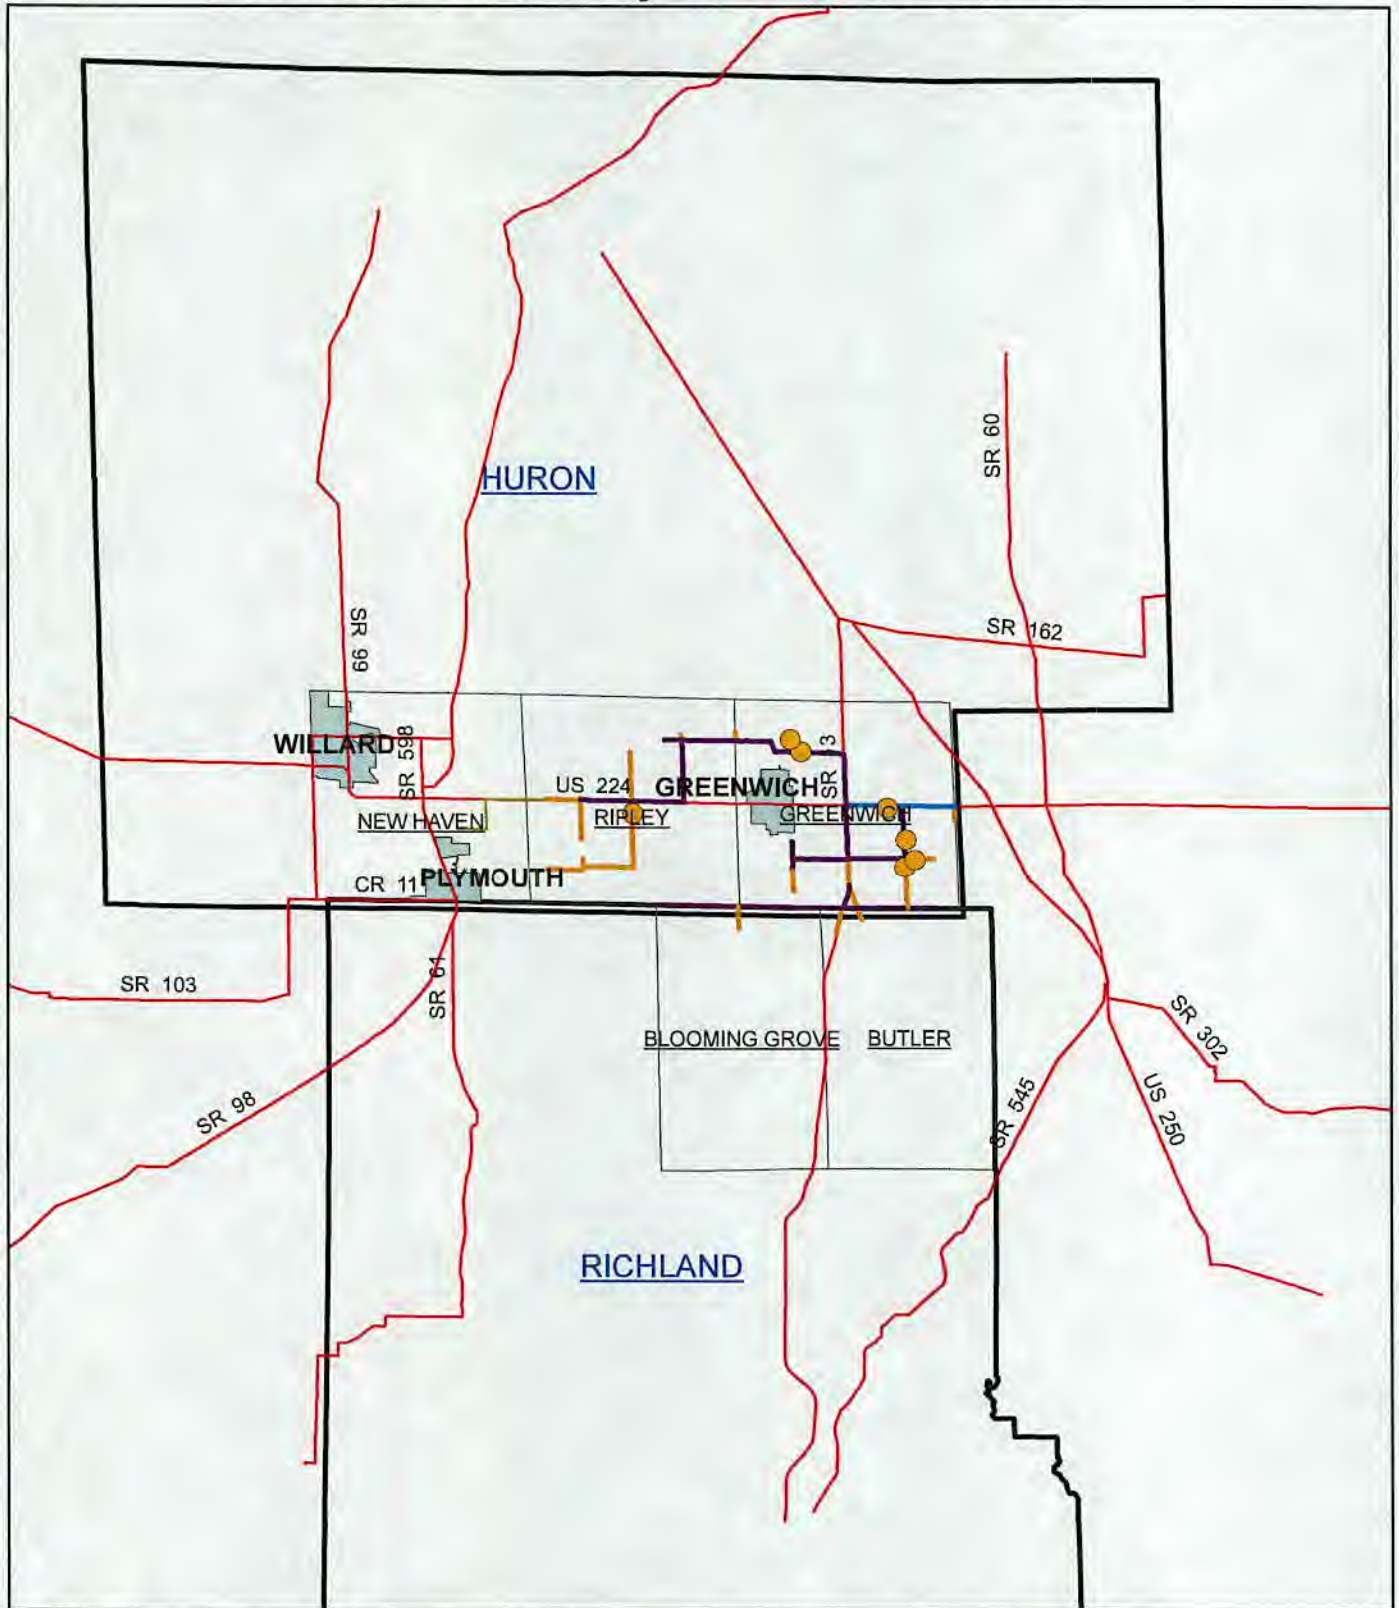 SR 60
HURON
SR 99
SR 162
WILLARD
SR 598
SR 3
US 224
GREENWICH
NEW HAVEN
RIPLEY
GREENWICH
CR 11
PLYMOUTH
SR 103
SR 61
SR 302
BLOOMING GROVE
BUTLER
SR 98
SR 545
US 250
RICHLAND